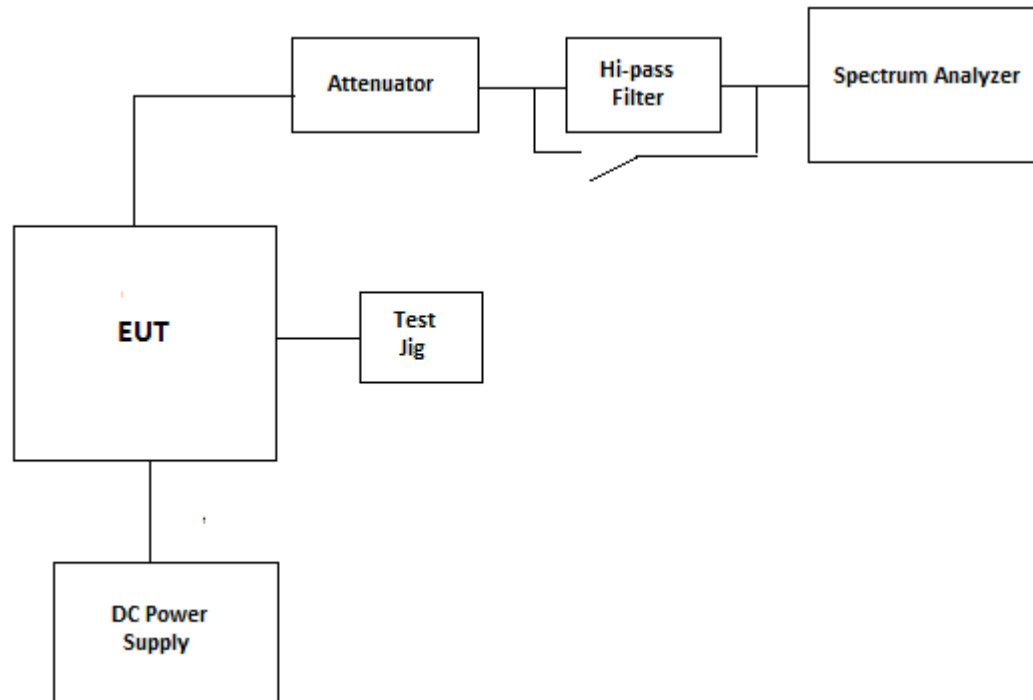 Attenuator
Hi-pass
Filter
Spectrum Analyzer
EUT
Test
Jig
DC Power
Supply